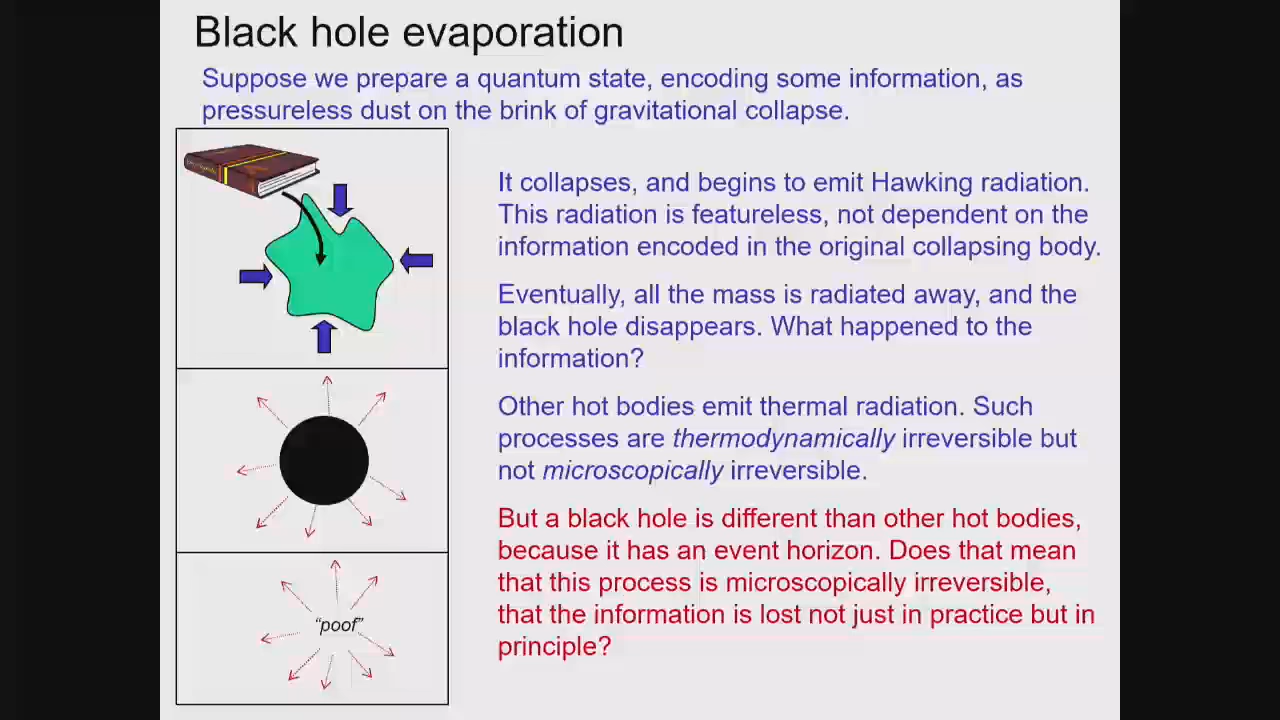 Black hole evaporation
Suppose we prepare a quantum state, encoding some information, as
pressureless dust on the brink of gravitational collapse.
It collapses, and begins to emit Hawking radiation.
This radiation is featureless, not dependent on the
information encoded in the original collapsing body.
Eventually, all the mass is radiated away, and the
black hole disappears. What happened to the
information?
Other hot bodies emit thermal radiation. Such
processes are thermodynamically irreversible but
not microscopically irreversible.
But a black hole is different than other hot bodies,
because it has an event horizon. Does that mean
that this process is microscopically irreversible,
that the information is lost not just in practice but in
principle?
“poof”